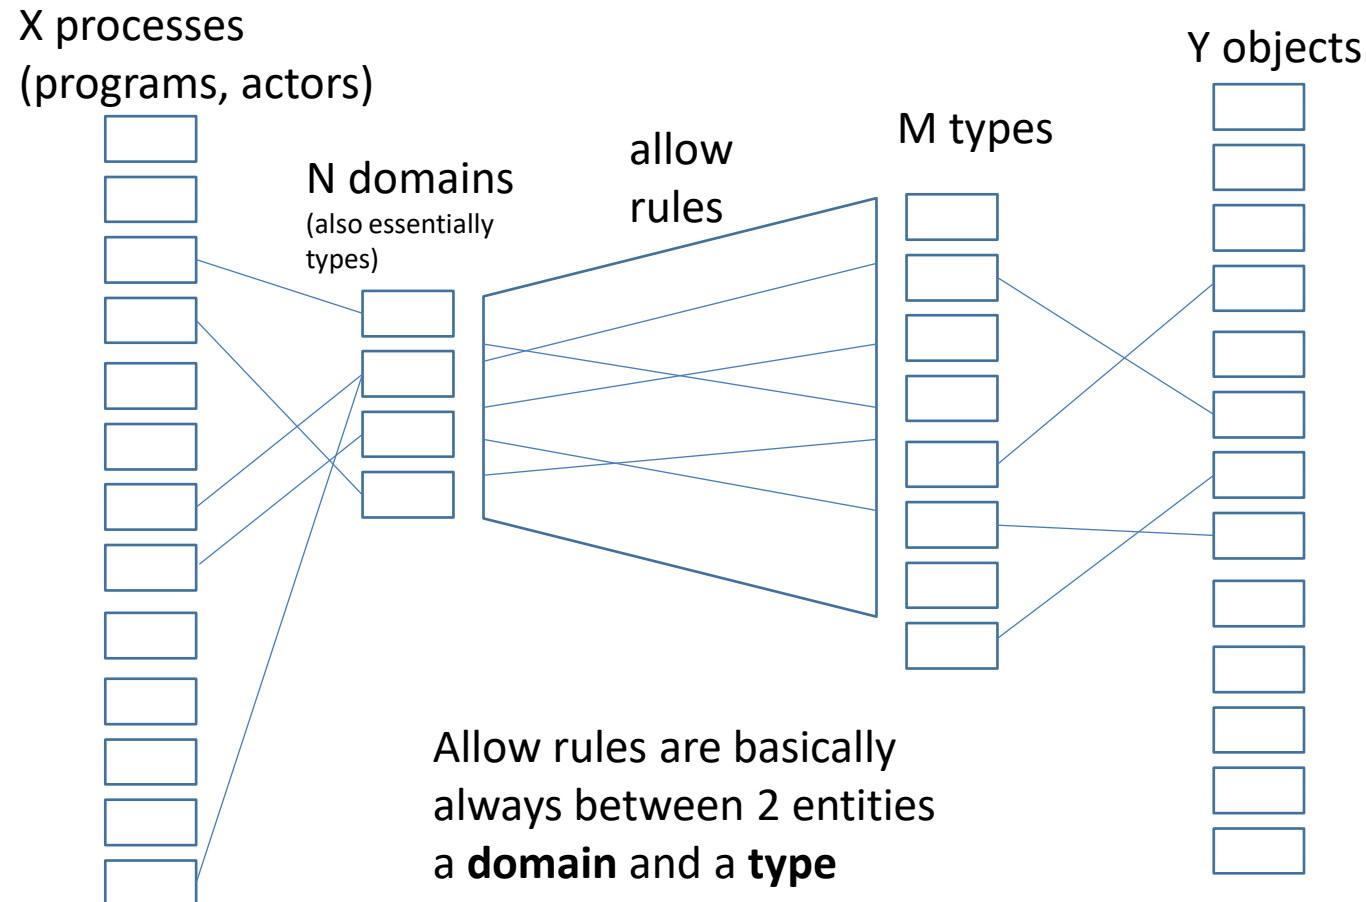 X processes
(programs, actors)
N domains
(also essentially
types)
allow
rules
M types
Y objects
Allow rules are basically
always between 2 entities
a domain and a type